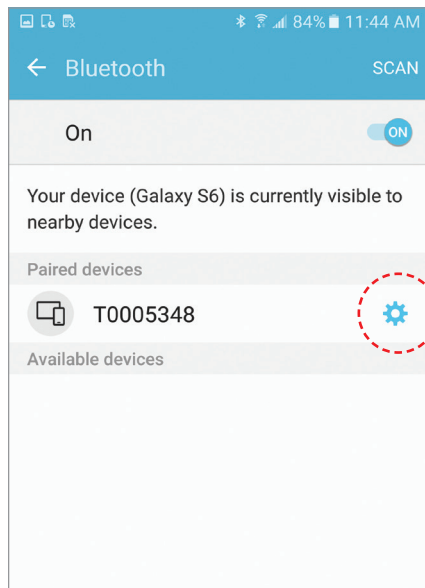 84% 11:44 AM
Bluetooth SCAN
On ON
Your device (Galaxy S6) is currently visible to
nearby devices.
Paired devices
T0005348
Available devices